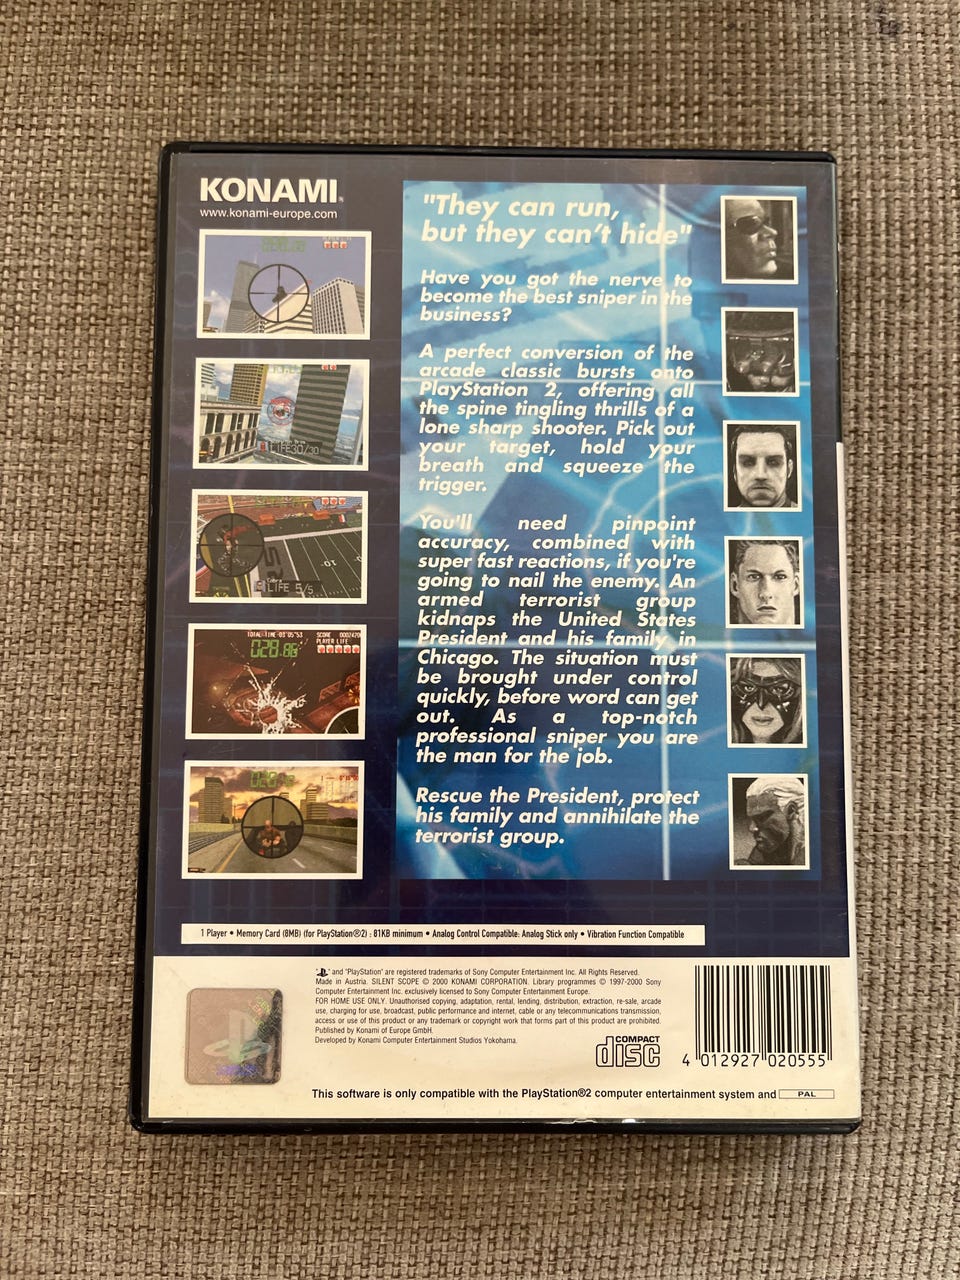 KONAMI
www.konami-europe.com
"They can run,
but they can't hide"
Have you got the nerve to
become the best sniper in the
business?
A perfect conversion of the
arcade classic bursts onto
PlayStation 2, offering all
the spine tingling thrills of a
lone sharp shooter. Pick out
your target, hold your
breath and squeeze the
trigger.
You'll need pinpoint
accuracy, combined with
super fast reactions, if you're
going to nail the enemy. An
armed terrorist group
kidnaps the United States
President and his family in
Chicago. The situation must
be brought under control
quickly, before word can get
out. As a top-notch
professional sniper you are
the man for the job.
Rescue the President, protect
his family and annihilate the
terrorist group.
LIFE30/30
LIFE 5/5
TOTAL TIME 03'05"53
SCORE 0002479
PLAYER LIFE
1 Player • Memory Card (8MB) (for PlayStation®2) : 81KB minimum • Analog Control Compatible: Analog Stick only • Vibration Function Compatible
" and "PlayStation" are registered trademarks of Sony Computer Entertainment Inc. All Rights Reserved.
Made in Austria. SILENT SCOPE © 2000 KONAMI CORPORATION. Library programmes © 1997-2000 Sony
Computer Entertainment Inc. exclusively licensed to Sony Computer Entertainment Europe.
FOR HOME USE ONLY. Unauthorised copying, adaptation, rental, lending, distribution, extraction, re-sale, arcade
use, charging for use, broadcast, public performance and internet, cable or any telecommunications transmission,
access or use of this product or any trademark or copyright work that forms part of this product are prohibited.
Published by Konami of Europe GmbH.
Developed by Konami Computer Entertainment Studios Yokohama.
COMPACT
disc
4 012927 020555
This software is only compatible with the PlayStation®2 computer entertainment system and PAL